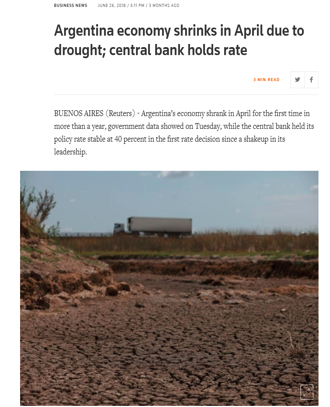 BUSINESS NEWS JUNE 26, 2018 / 4:11 PM / 3 MONTHS AGO
Argentina economy shrinks in April due to
drought; central bank holds rate
3 MIN READ
BUENOS AIRES (Reuters) - Argentina's economy shrank in April for the first time in
more than a year, government data showed on Tuesday, while the central bank held its
policy rate stable at 40 percent in the first rate decision since a shakeup in its
leadership.